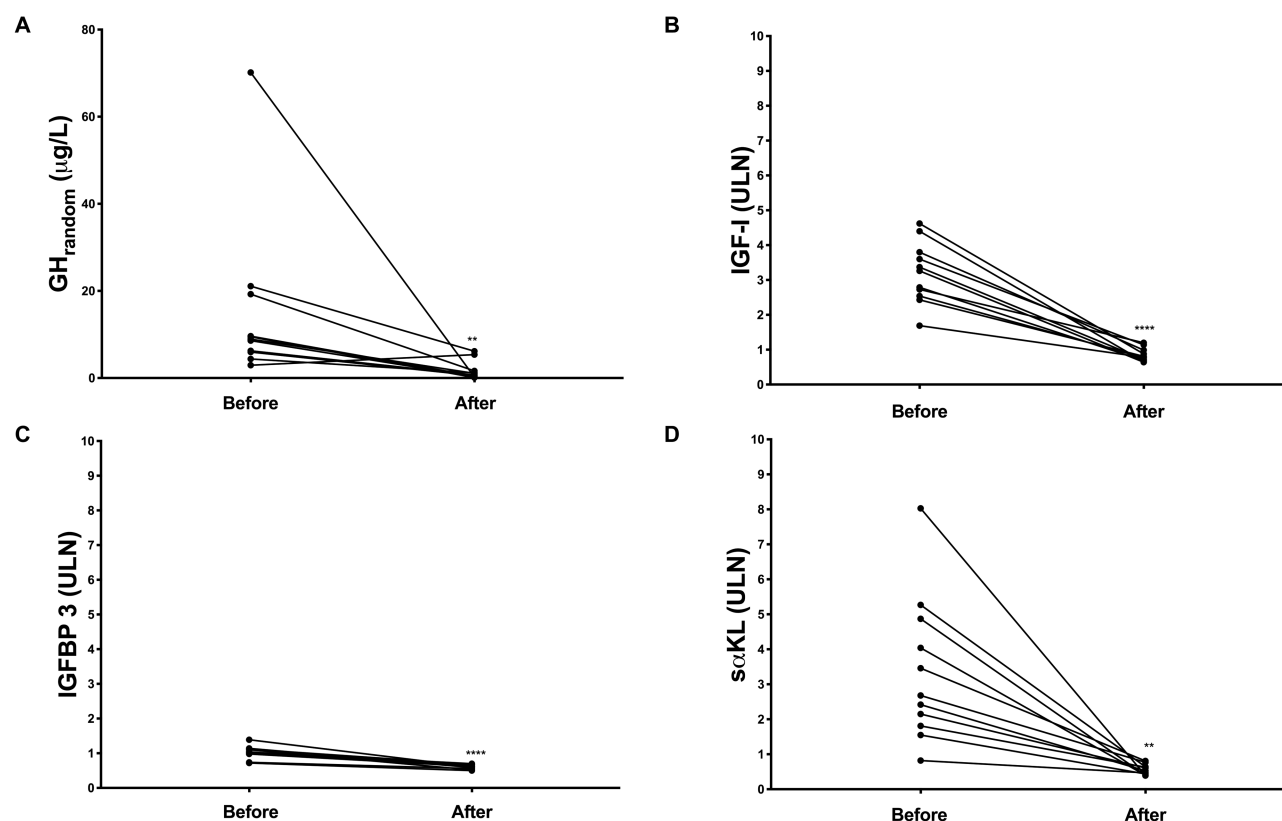 A
80
60
40
20
0
GHrandom (μg/L)
**
Before
After
B
10
9
8
7
6
5
4
3
2
1
0
IGF-I (ULN)
****
Before
After
C
10
9
8
7
6
5
4
3
2
1
0
IGFBP 3 (ULN)
****
Before
After
D
10
9
8
7
6
5
4
3
2
1
0
sαKL (ULN)
**
Before
After